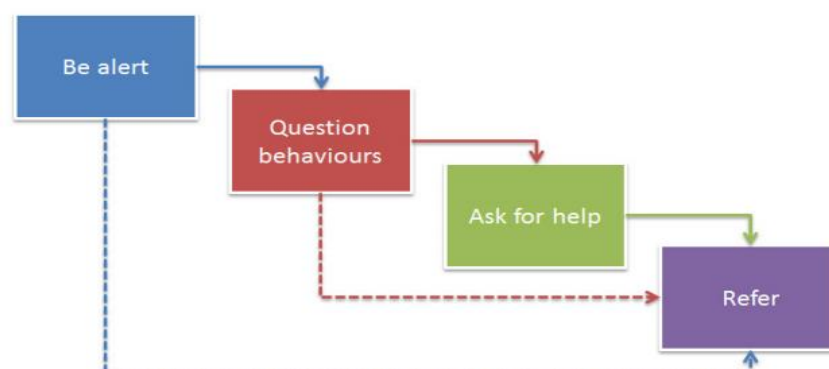 Be alert
Question
behaviours
Ask for help
Refer